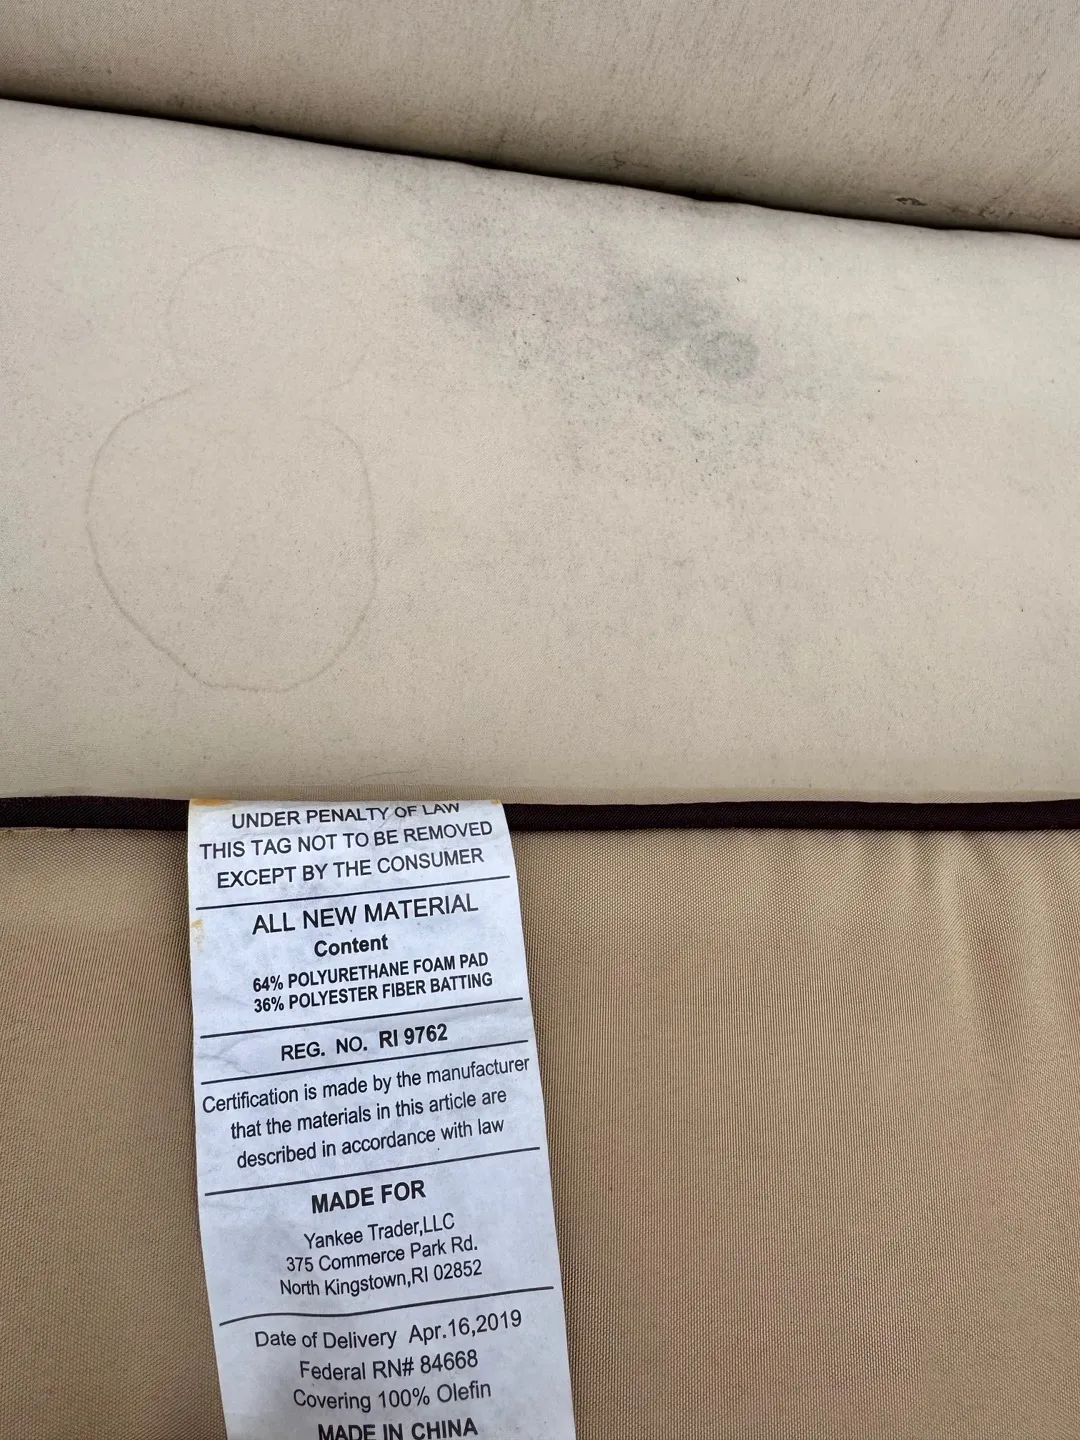 UNDER PENALTY OF LAW
THIS TAG NOT TO BE REMOVED
EXCEPT BY THE CONSUMER
ALL NEW MATERIAL
Content
64% POLYURETHANE FOAM PAD
36% POLYESTER FIBER BATTING
REG. NO. RI 9762
Certification is made by the manufacturer
that the materials in this article are
described in accordance with law
MADE FOR
Yankee Trader,LLC
375 Commerce Park Rd.
North Kingstown,RI 02852
Date of Delivery Apr.16,2019
Federal RN# 84668
Covering 100% Olefin
MADE IN CHINA